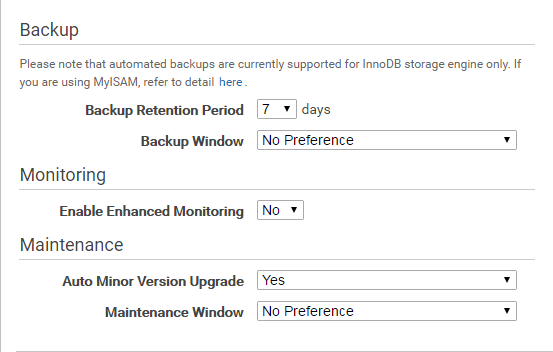 Backup
Please note that automated backups are currently supported for InnoDB storage engine only. If
you are using MyISAM, refer to detail here .
Backup Retention Period 7 days
Backup Window No Preference
Monitoring
Enable Enhanced Monitoring No
Maintenance
Auto Minor Version Upgrade Yes
Maintenance Window No Preference